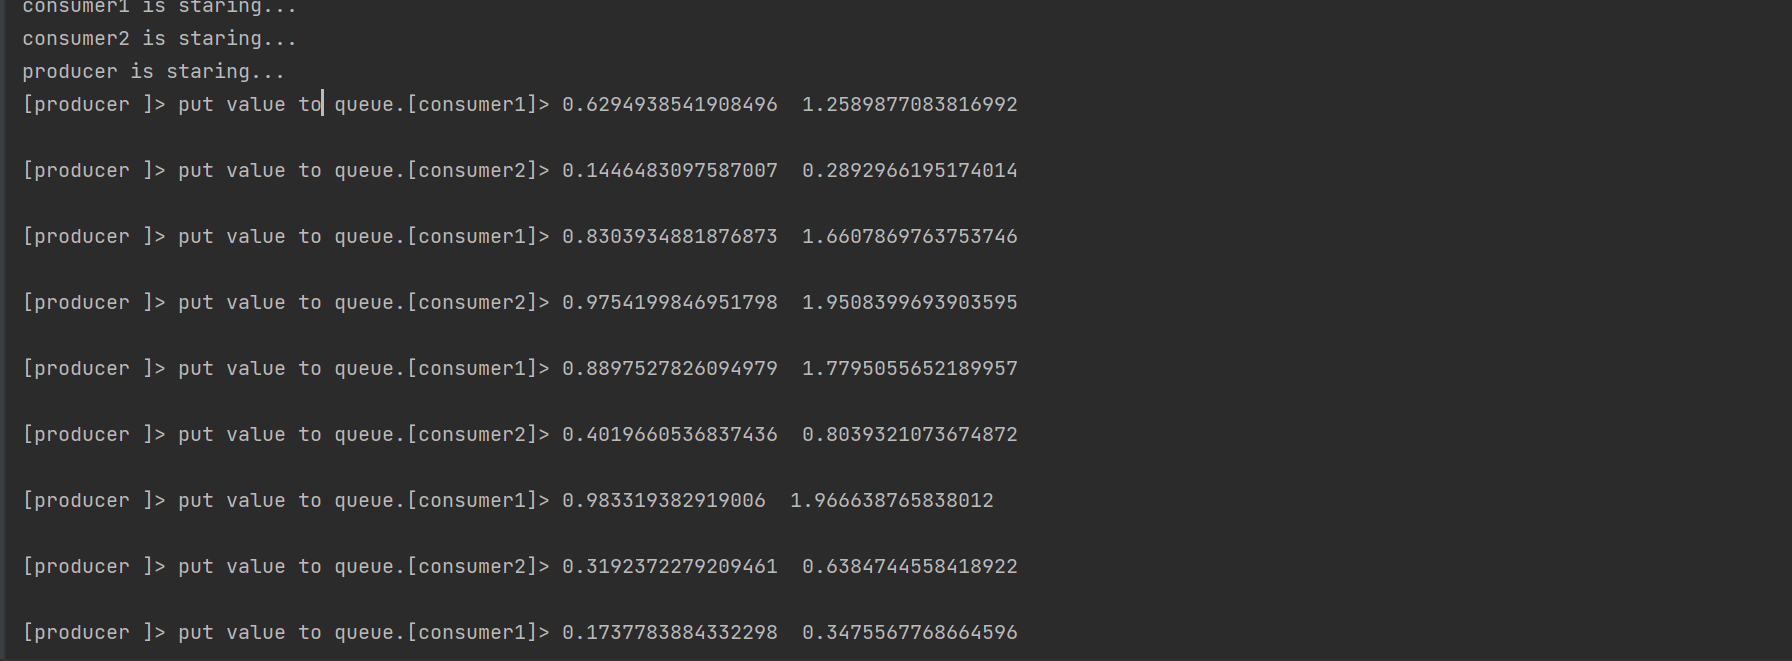 consumer1 is staring...
consumer2 is staring...
producer is staring...
[producer ]> put value to queue.[consumer1]> 0.6294938541908496  1.2589877083816992
[producer ]> put value to queue.[consumer2]> 0.1446483097587007  0.2892966195174014
[producer ]> put value to queue.[consumer1]> 0.8303934881876873  1.6607869763753746
[producer ]> put value to queue.[consumer2]> 0.9754199846951798  1.9508399693903595
[producer ]> put value to queue.[consumer1]> 0.8897527826094979  1.7795055652189957
[producer ]> put value to queue.[consumer2]> 0.4019660536837436  0.8039321073674872
[producer ]> put value to queue.[consumer1]> 0.983319382919006  1.966638765838012
[producer ]> put value to queue.[consumer2]> 0.3192372279209461  0.6384744558418922
[producer ]> put value to queue.[consumer1]> 0.1737783884332298  0.3475567768664596